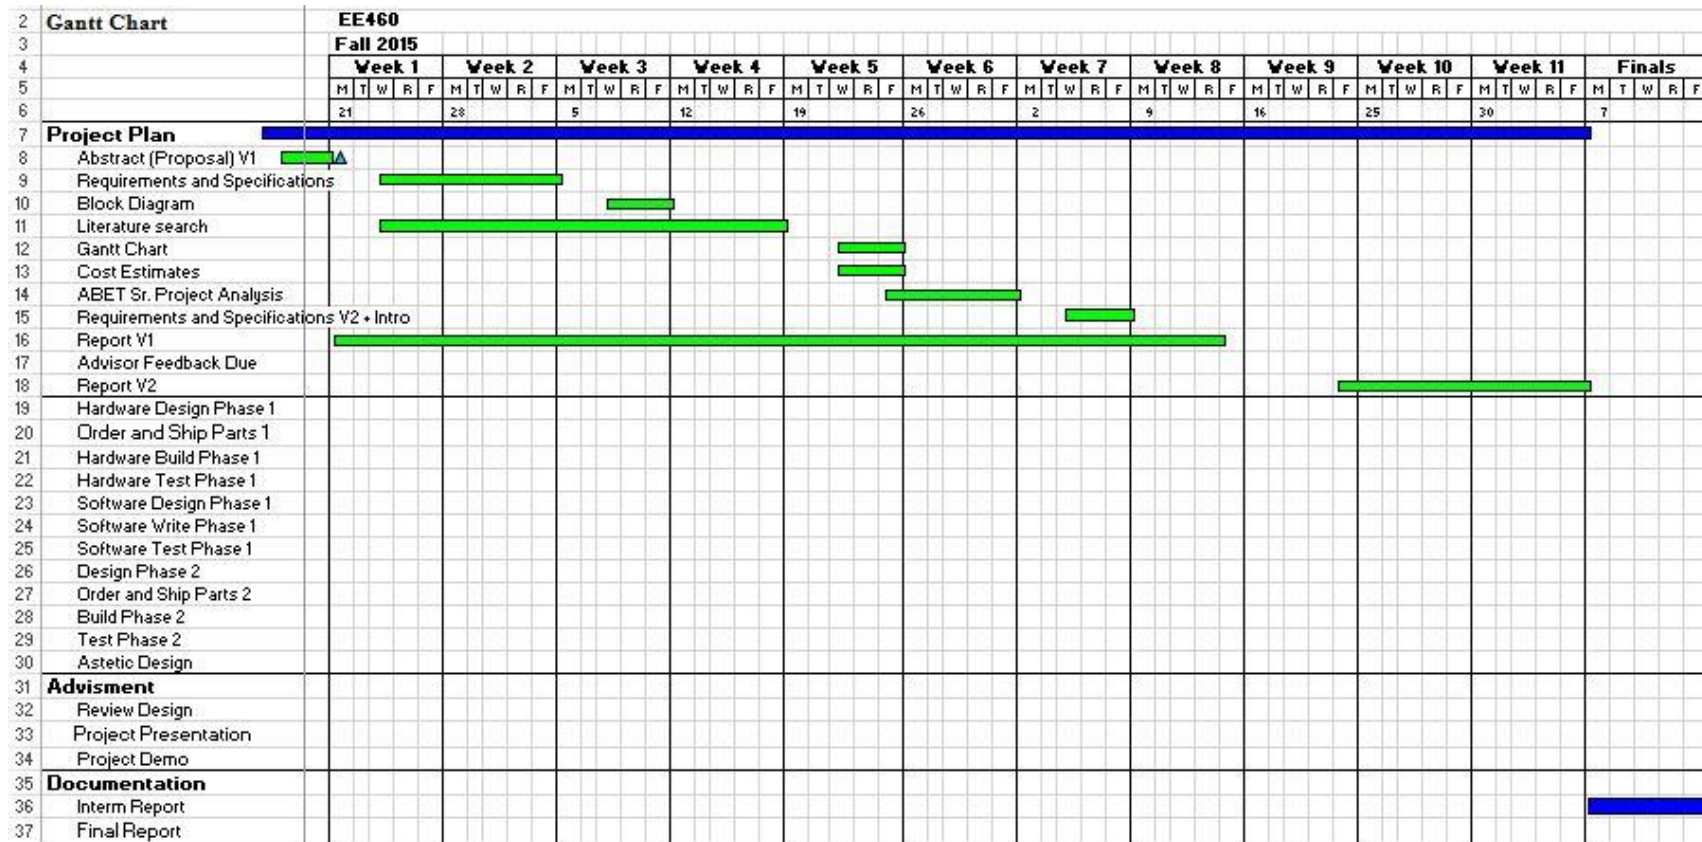 2 Gantt Chart EE460
3 Fall 2015
4 Week 1 Week 2 Week 3 Week 4 Week 5 Week 6 Week 7 Week 8 Week 9 Week 10 Week 11 Finals
5 M T W R F M T W R F M T W R F M T W R F M T W R F M T W R F M T W R F M T W R F M T W R F M T W R F M T W R F M T W R F
6 21 28 5 12 19 26 2 9 16 25 30 7
7 Project Plan
8 Abstract (Proposal) V1
9 Requirements and Specifications
10 Block Diagram
11 Literature search
12 Gantt Chart
13 Cost Estimates
14 ABET Sr. Project Analysis
15 Requirements and Specifications V2 + Intro
16 Report V1
17 Advisor Feedback Due
18 Report V2
19 Hardware Design Phase 1
20 Order and Ship Parts 1
21 Hardware Build Phase 1
22 Hardware Test Phase 1
23 Software Design Phase 1
24 Software Write Phase 1
25 Software Test Phase 1
26 Design Phase 2
27 Order and Ship Parts 2
28 Build Phase 2
29 Test Phase 2
30 Astetic Design
31 Advisment
32 Review Design
33 Project Presentation
34 Project Demo
35 Documentation
36 Interm Report
37 Final Report